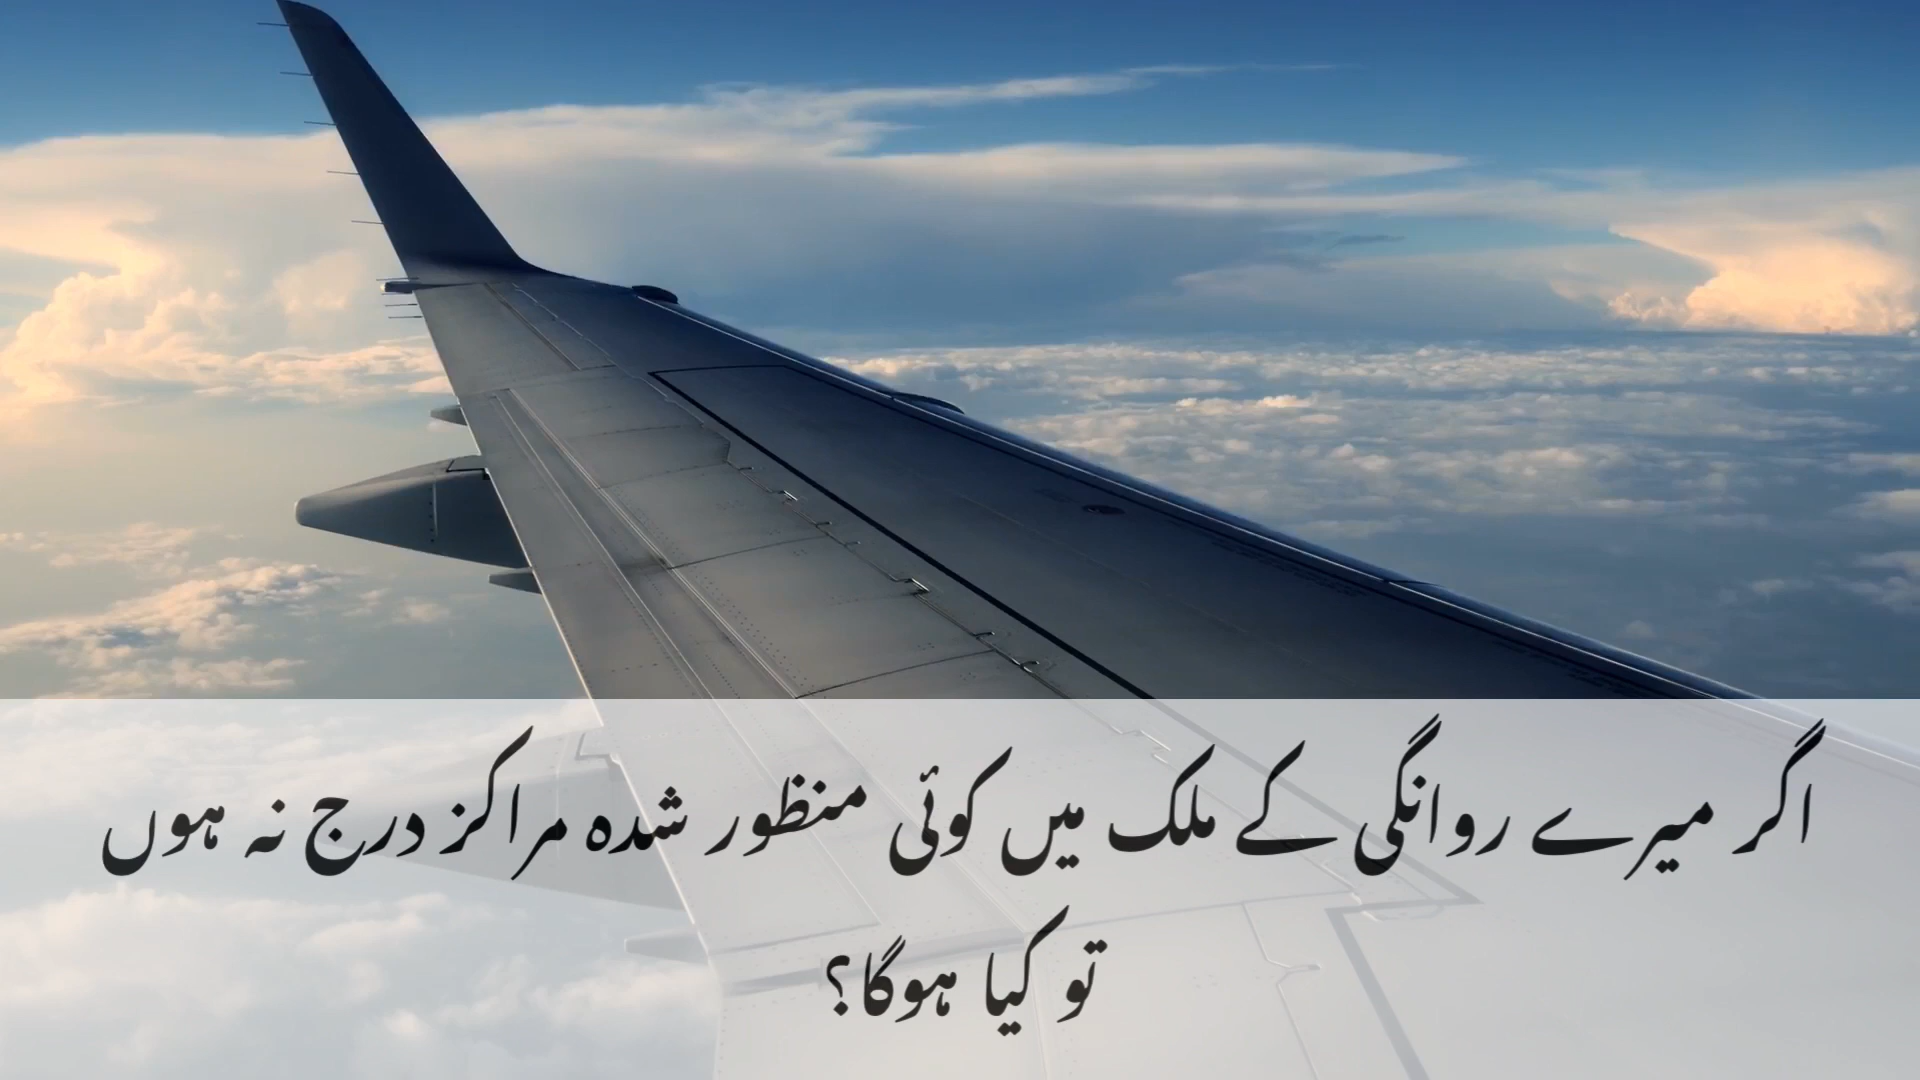 اگر میرے روانگی کے ملک میں کوئی منظور شدہ مراکز درج نہ ہوں
تو کیا ہوگا؟